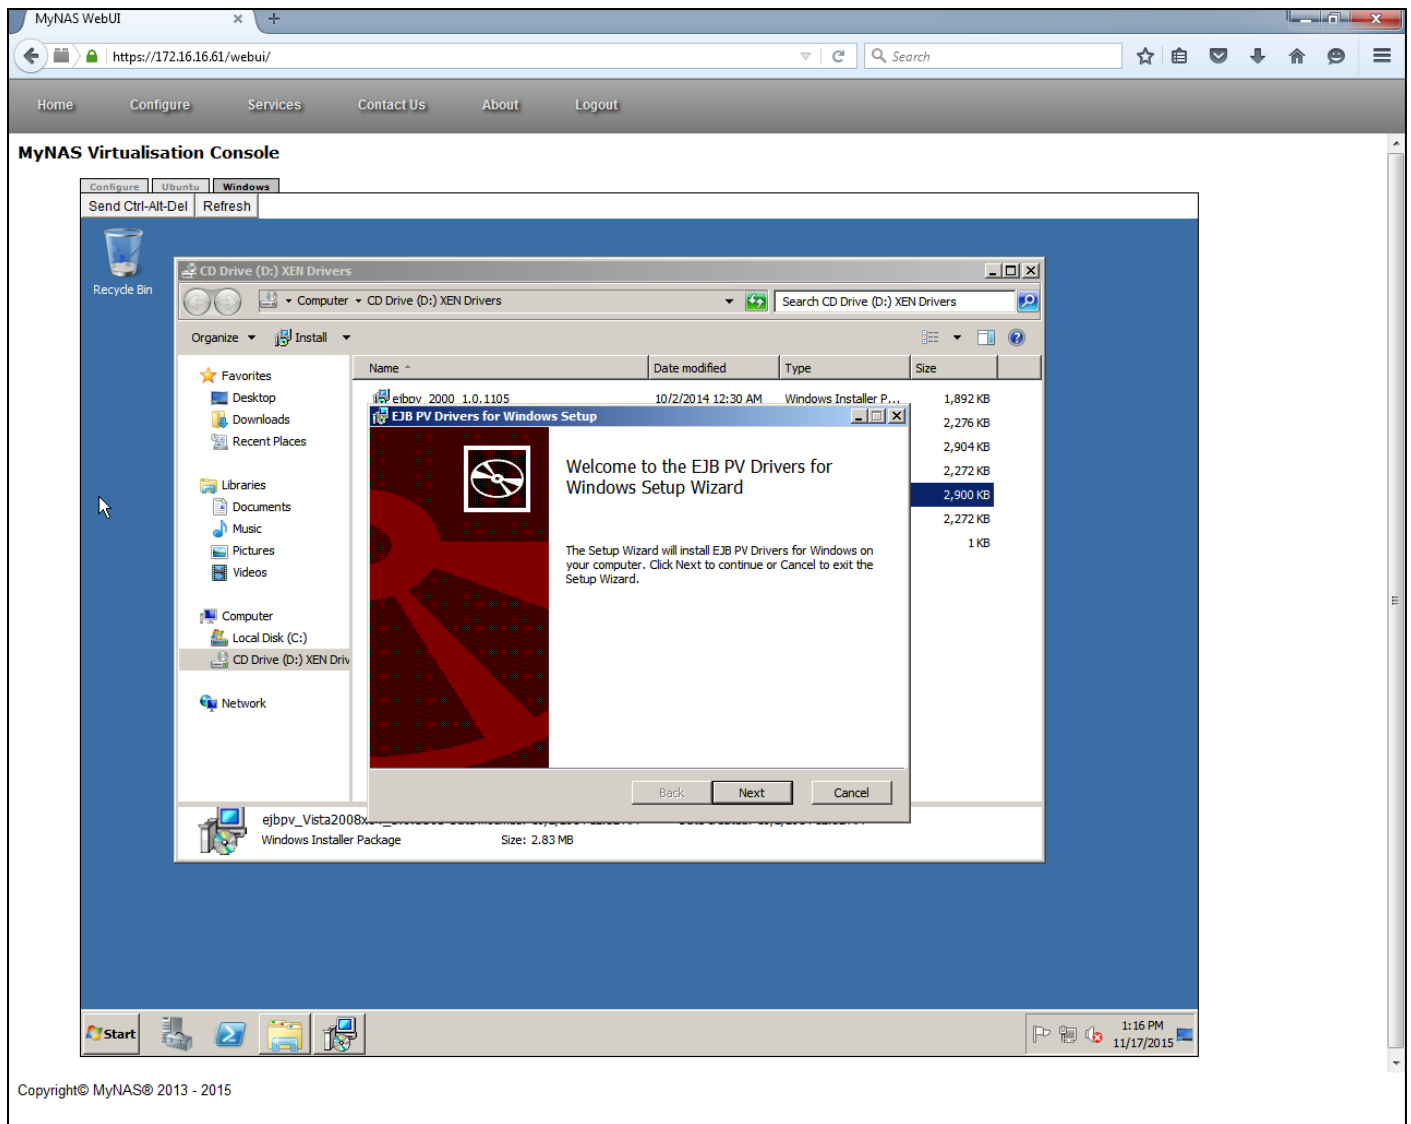 MyNAS WebUI
https://172.16.16.61/webui/
Search
Home Configure Services Contact Us About Logout
MyNAS Virtualisation Console
Configure Ubuntu Windows
Send Ctrl-Alt-Del Refresh
Recycle Bin
CD Drive (D:) XEN Drivers
Computer CD Drive (D:) XEN Drivers
Search CD Drive (D:) XEN Drivers
Organize Install
Favorites
Desktop
Downloads
Recent Places
Libraries
Documents
Music
Pictures
Videos
Computer
Local Disk (C:)
CD Drive (D:) XEN Driv
Network
Name Date modified Type Size
ejbpv_2000_1.0.1105 10/2/2014 12:30 AM Windows Installer P... 1,892 KB
2,276 KB
2,904 KB
2,272 KB
2,900 KB
2,272 KB
1 KB
EJB PV Drivers for Windows Setup
Welcome to the EJB PV Drivers for
Windows Setup Wizard
The Setup Wizard will install EJB PV Drivers for Windows on
your computer. Click Next to continue or Cancel to exit the
Setup Wizard.
Back Next Cancel
ejbpv_Vista2008
Windows Installer Package Size: 2.83 MB
Start
1:16 PM
11/17/2015
Copyright© MyNAS® 2013 - 2015